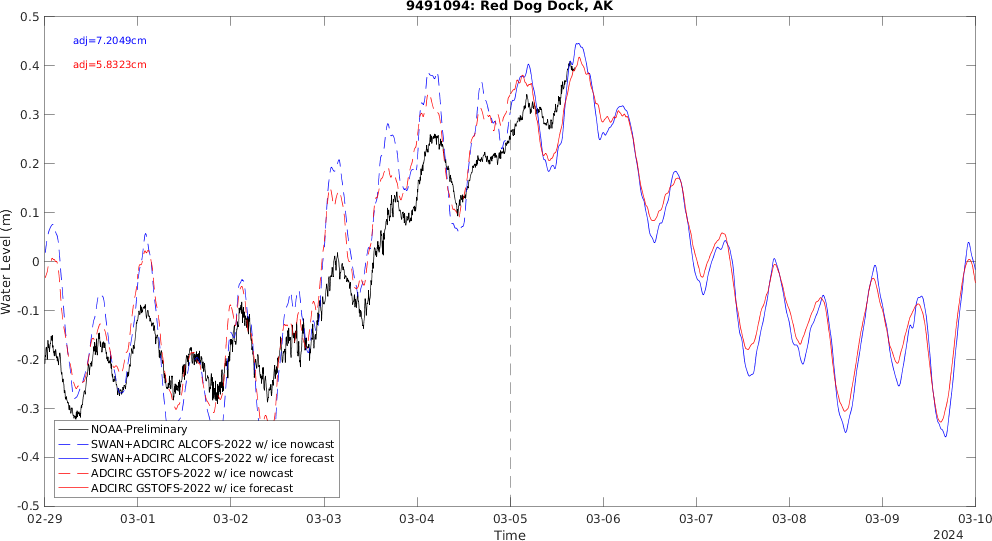 9491094: Red Dog Dock, AK
adj=7.2049cm
adj=5.8323cm
Water Level (m)
0.5
0.4
0.3
0.2
0.1
0
-0.1
-0.2
-0.3
-0.4
-0.5
NOAA-Preliminary
SWAN+ADCIRC ALCOFS-2022 w/ ice nowcast
SWAN+ADCIRC ALCOFS-2022 w/ ice forecast
ADCIRC GSTOFS-2022 w/ ice nowcast
ADCIRC GSTOFS-2022 w/ ice forecast
02-29 03-01 03-02 03-03 03-04 03-05 03-06 03-07 03-08 03-09 03-10
Time
2024